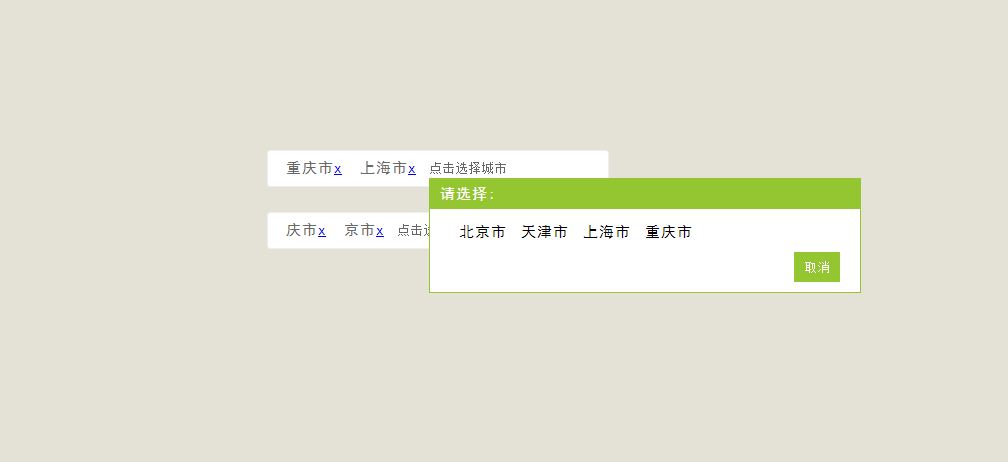 重庆市x 上海市x 点击选择城市
请选择:
庆市x 京市x 点击
北京市 天津市 上海市 重庆市
取消